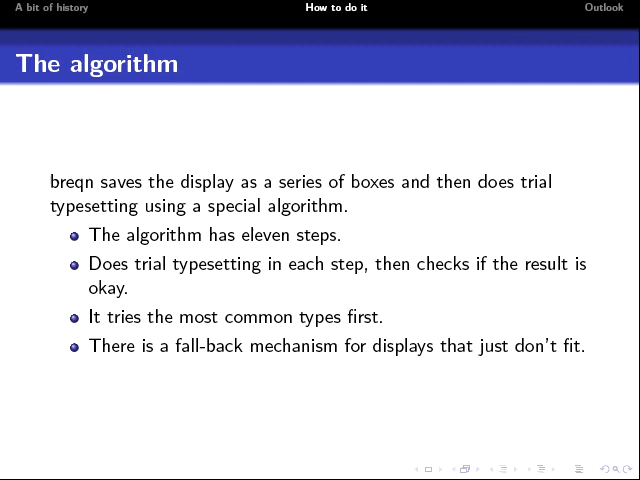 A bit of history How to do it Outlook
The algorithm
breqn saves the display as a series of boxes and then does trial
typesetting using a special algorithm.
The algorithm has eleven steps.
Does trial typesetting in each step, then checks if the result is
okay.
It tries the most common types first.
There is a fall-back mechanism for displays that just don't fit.